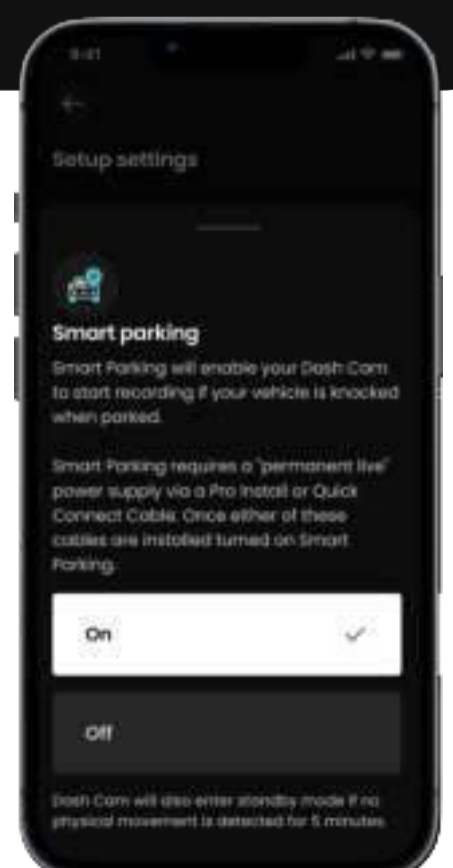 9:41
Setup settings
Smart parking
Smart Parking will enable your Dash Cam
to start recording if your vehicle is knocked
when parked.
Smart Parking requires a "permanent live"
power supply via a Pro Install or Quick
Connect Cable. Once either of these
cables are installed turned on Smart
Parking.
On
Off
Dash Cam will also enter standby mode if no
physical movement is detected for 5 minutes.